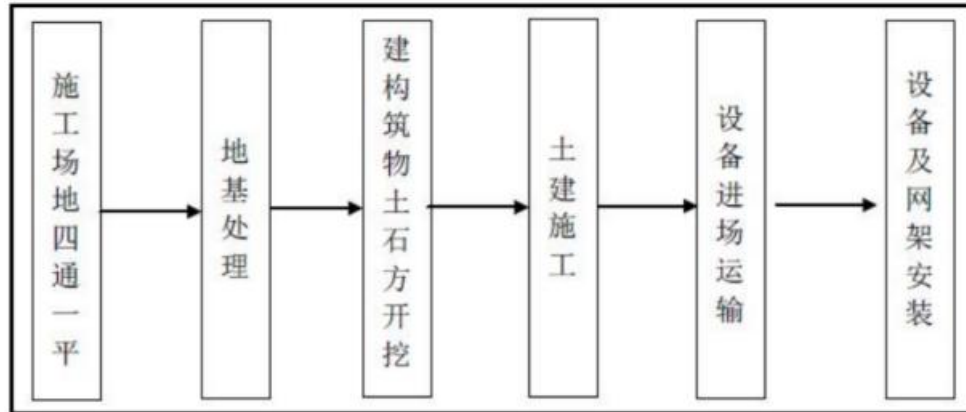 施工场地四通一平
地基处理
建构筑物土石方开挖
土建施工
设备进场运输
设备及网架安装